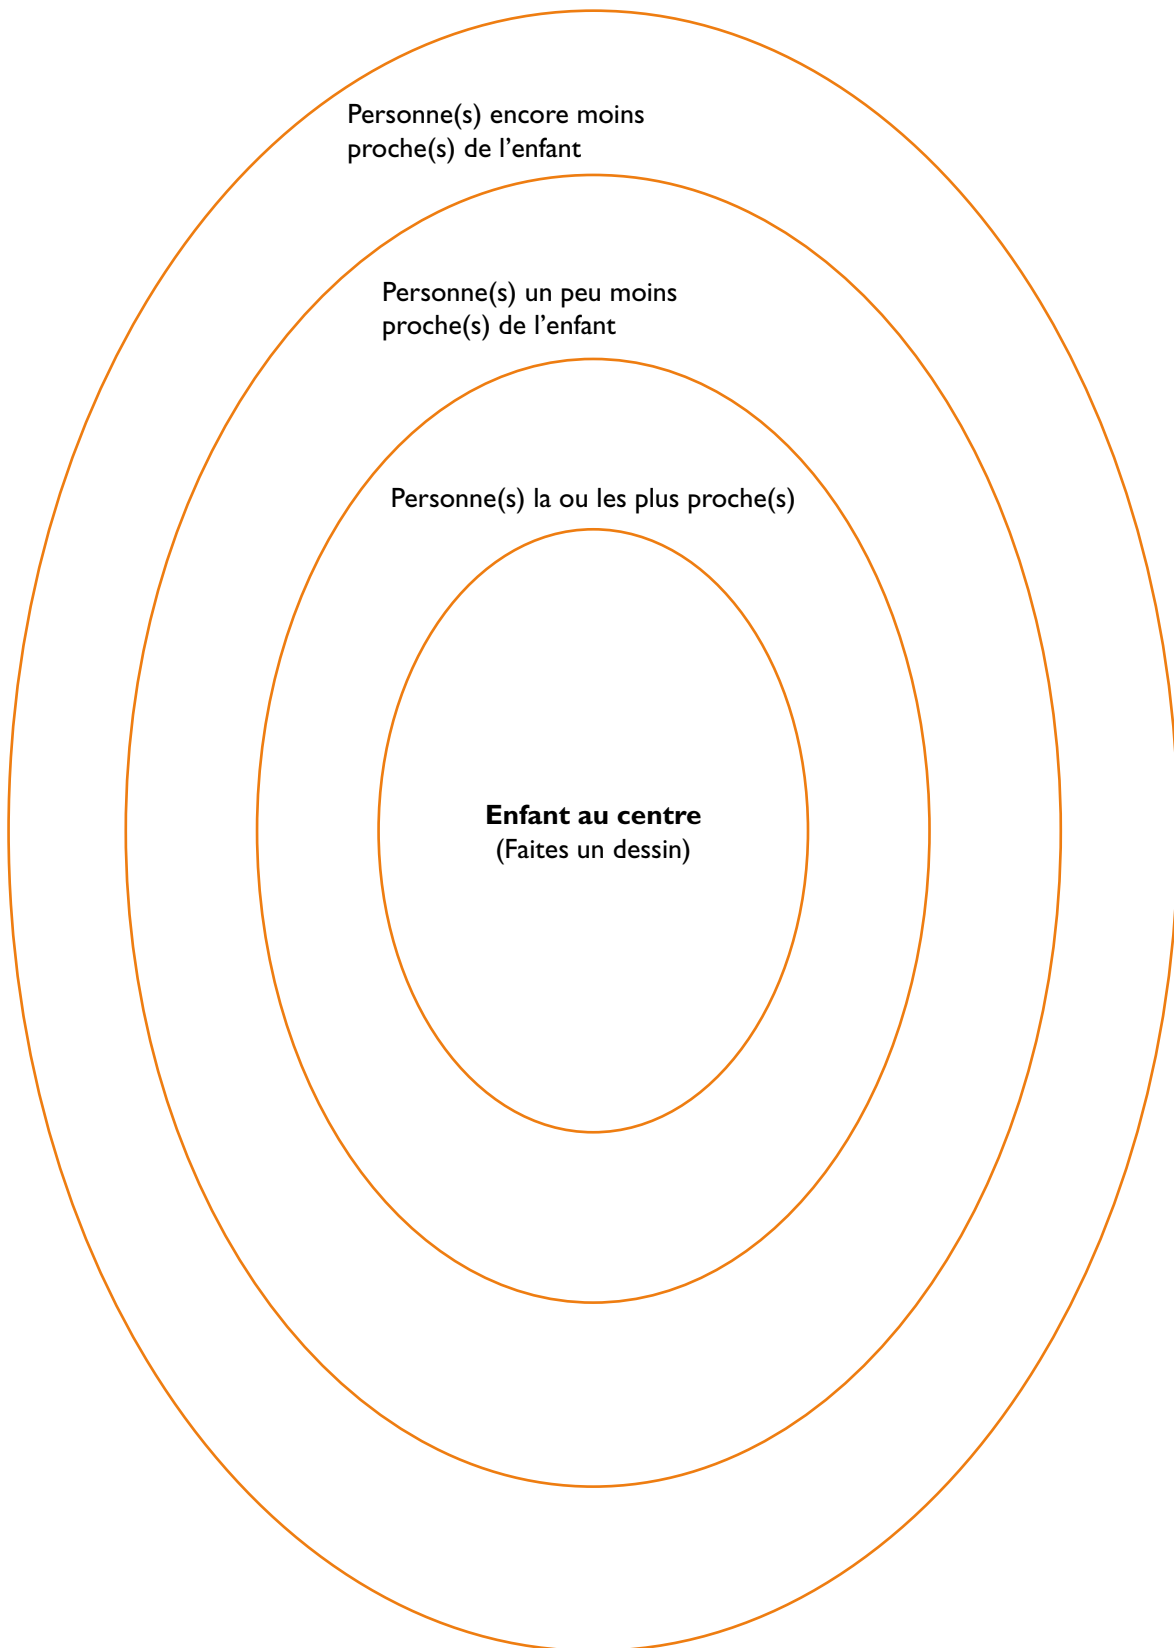 Personne(s) encore moins
proche(s) de l’enfant
Personne(s) un peu moins
proche(s) de l’enfant
Personne(s) la ou les plus proche(s)
Enfant au centre
(Faites un dessin)